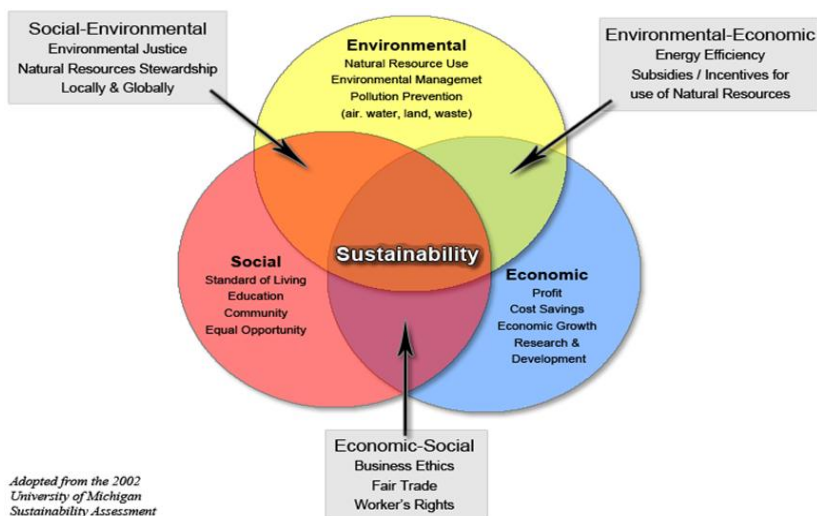 Social-Environmental
Environmental Justice
Natural Resources Stewardship
Locally & Globally
Environmental
Natural Resource Use
Environmental Managemet
Pollution Prevention
(air. water, land, waste)
Environmental-Economic
Energy Efficiency
Subsidies / Incentives for
use of Natural Resources
Sustainability
Social
Standard of Living
Education
Community
Equal Opportunity
Economic
Profit
Cost Savings
Economic Growth
Research &
Development
Economic-Social
Business Ethics
Fair Trade
Worker's Rights
Adopted from the 2002
University of Michigan
Sustainability Assessment